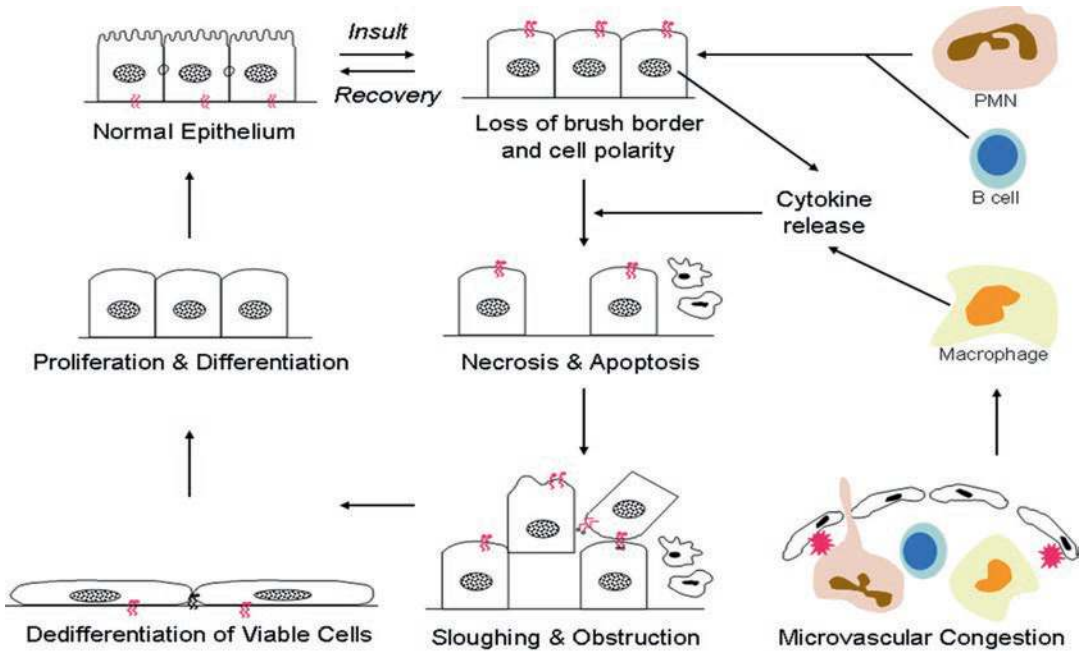 Insult
Recovery
Normal Epithelium
Loss of brush border
and cell polarity
PMN
B cell
Cytokine
release
Proliferation & Differentiation
Necrosis & Apoptosis
Macrophage
Dedifferentiation of Viable Cells
Sloughing & Obstruction
Microvascular Congestion